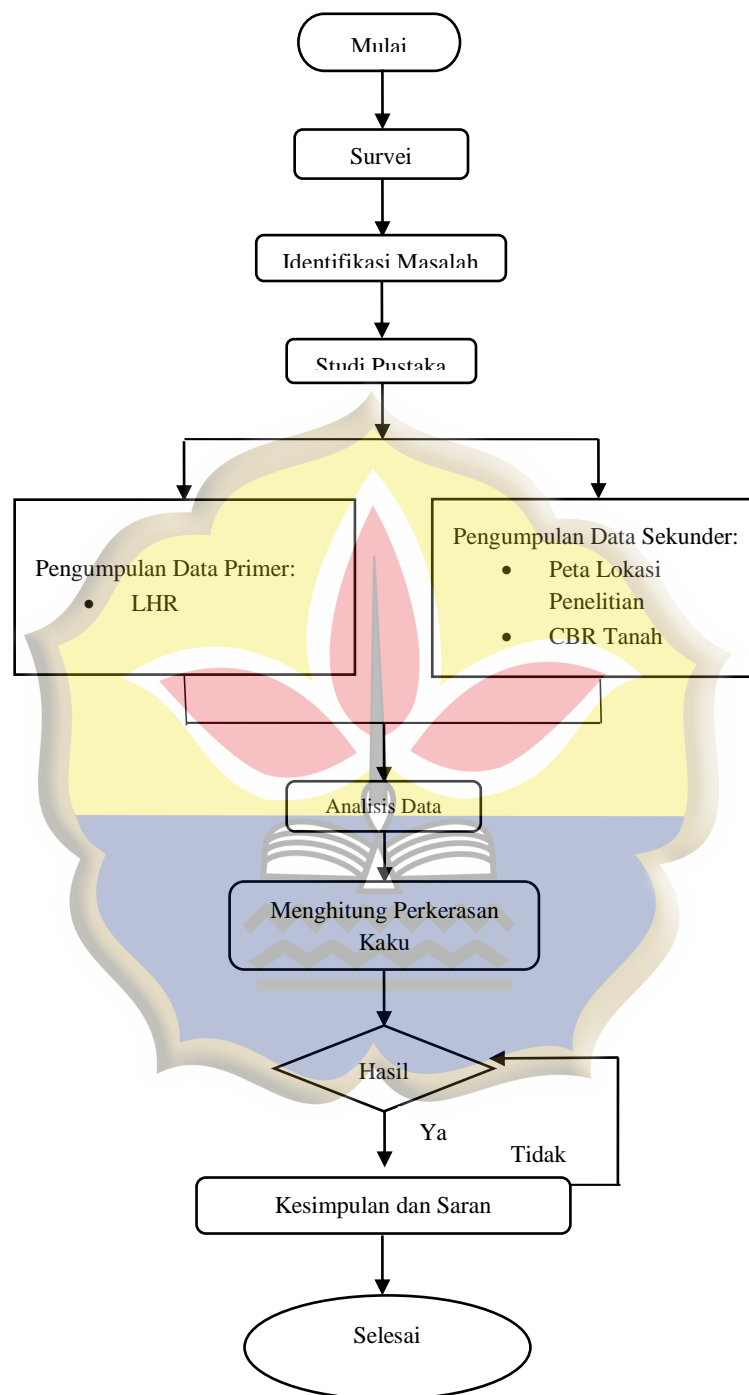 Mulai
Survei
Identifikasi Masalah
Studi Pustaka
Pengumpulan Data Primer:
• LHR
Pengumpulan Data Sekunder:
• Peta Lokasi
Penelitian
• CBR Tanah
Analisis Data
Menghitung Perkerasan
Kaku
Hasil
Ya
Tidak
Kesimpulan dan Saran
Selesai